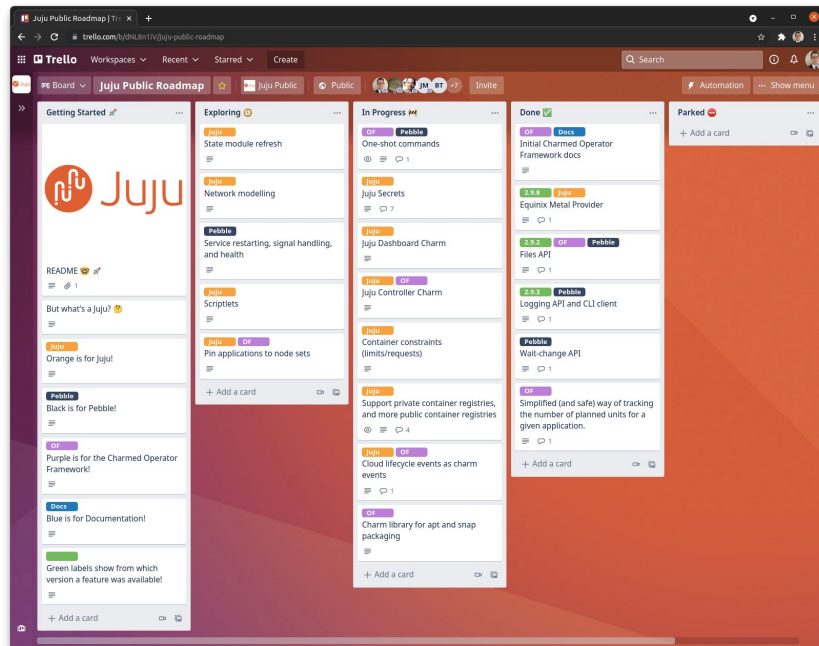 Juju Public Roadmap | Tre
trello.com/b/dNL8n1iV/juju-public-roadmap
Trello
Workspaces
Recent
Starred
Create
Search
Board
Juju Public Roadmap
Juju Public
Public
JM
BT
+7
Invite
Automation
Show menu
Getting Started
Juju
README
1
But what's a Juju?
Juju
Orange is for Juju!
Pebble
Black is for Pebble!
OF
Purple is for the Charmed Operator
Framework!
Docs
Blue is for Documentation!
Green labels show from which
version a feature was available!
+ Add a card
Exploring
Juju
State module refresh
Juju
Network modelling
Pebble
Service restarting, signal handling,
and health
Juju
Scriptlets
Juju OF
Pin applications to node sets
+ Add a card
In Progress
OF Pebble
One-shot commands
1
Juju
Juju Secrets
7
Juju
Juju Dashboard Charm
Juju OF
Juju Controller Charm
Juju
Container constraints
(limits/requests)
Juju
Support private container registries,
and more public container registries
4
Juju OF
Cloud lifecycle events as charm
events
1
OF
Charm library for apt and snap
packaging
+ Add a card
Done
OF Docs
Initial Charmed Operator
Framework docs
2.9.8 Juju
Equinix Metal Provider
1
2.9.2 OF Pebble
Files API
1
2.9.3 Pebble
Logging API and CLI client
1
Pebble
Wait-change API
1
OF
Simplified (and safe) way of tracking
the number of planned units for a
given application.
1
+ Add a card
Parked
+ Add a card